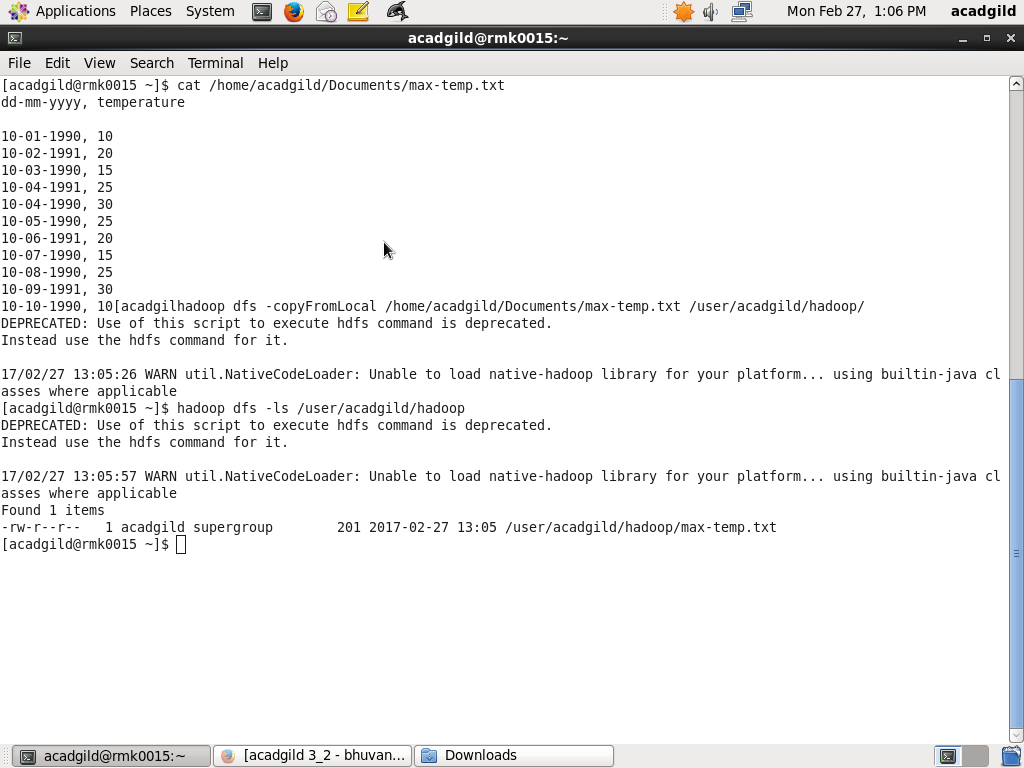 Applications Places System Mon Feb 27, 1:06 PM acadgild
acadgild@rmk0015:~
File Edit View Search Terminal Help
[acadgild@rmk0015 ~]$ cat /home/acadgild/Documents/max-temp.txt
dd-mm-yyyy, temperature
10-01-1990, 10
10-02-1991, 20
10-03-1990, 15
10-04-1991, 25
10-04-1990, 30
10-05-1990, 25
10-06-1991, 20
10-07-1990, 15
10-08-1990, 25
10-09-1991, 30
10-10-1990, 10[acadgilhadoop dfs -copyFromLocal /home/acadgild/Documents/max-temp.txt /user/acadgild/hadoop/
DEPRECATED: Use of this script to execute hdfs command is deprecated.
Instead use the hdfs command for it.
17/02/27 13:05:26 WARN util.NativeCodeLoader: Unable to load native-hadoop library for your platform... using builtin-java cl
asses where applicable
[acadgild@rmk0015 ~]$ hadoop dfs -ls /user/acadgild/hadoop
DEPRECATED: Use of this script to execute hdfs command is deprecated.
Instead use the hdfs command for it.
17/02/27 13:05:57 WARN util.NativeCodeLoader: Unable to load native-hadoop library for your platform... using builtin-java cl
asses where applicable
Found 1 items
-rw-r--r--   1 acadgild supergroup        201 2017-02-27 13:05 /user/acadgild/hadoop/max-temp.txt
[acadgild@rmk0015 ~]$
acadgild@rmk0015:~ [acadgild 3_2 - bhuvan... Downloads